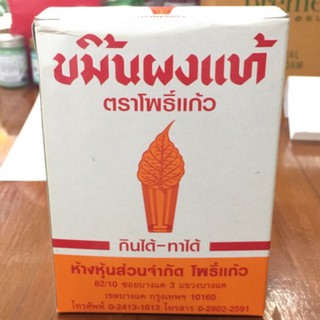 ขมิ้นผงแท้
ตราโพธิ์แก้ว
กินได้-ทาได้
ห้างหุ้นส่วนจำกัด โพธิ์แก้ว
82/10 ซอยบางแค 3 แขวงบางแค
เขตบางแค กรุงเทพฯ 10160
โทรศัพท์ 0-2413-1613 โทรสาร 0-2802-2591